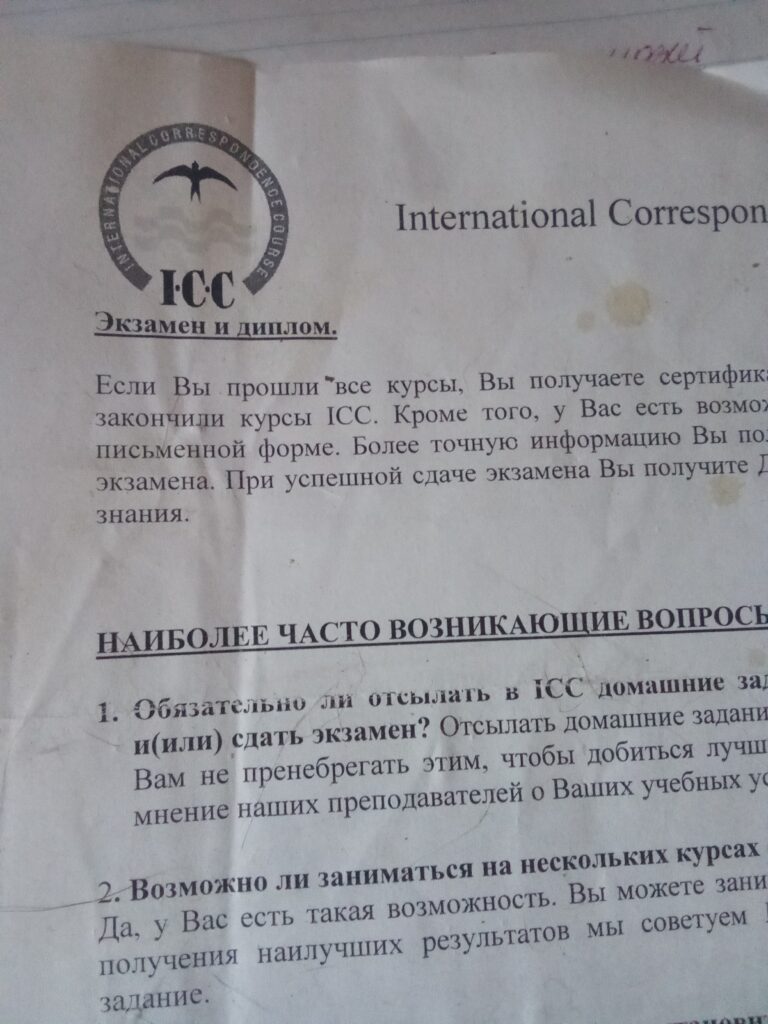 INTERNATIONAL CORRESPONDENCE COURSE
I·C·C
International Correspon
Экзамен и диплом.
Если Вы прошли все курсы, Вы получаете сертифика
закончили курсы ICC. Кроме того, у Вас есть возмож
письменной форме. Более точную информацию Вы пол
экзамена. При успешной сдаче экзамена Вы получите Д
знания.
НАИБОЛЕЕ ЧАСТО ВОЗНИКАЮЩИЕ ВОПРОСЫ
1. Обязательно ли отсылать в ICC домашние зад
и(или) сдать экзамен? Отсылать домашние задани
Вам не пренебрегать этим, чтобы добиться лучш
мнение наших преподавателей о Ваших учебных ус
2. Возможно ли заниматься на нескольких курсах
Да, у Вас есть такая возможность. Вы можете зани
получения наилучших результатов мы советуем
задание.